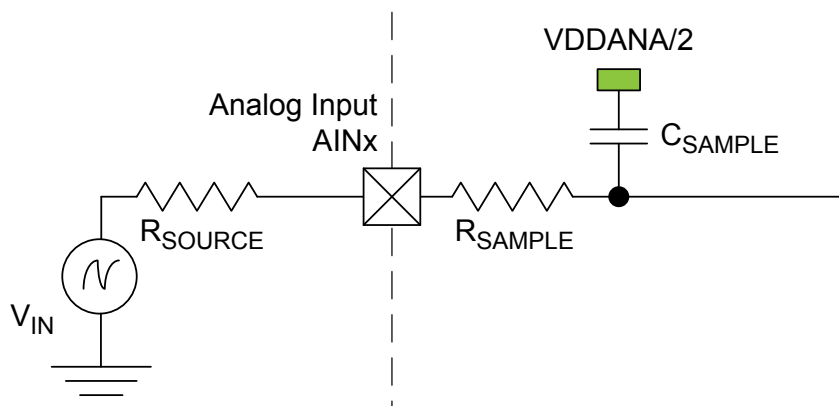 VDDANA/2
Analog Input
AINx
CSAMPLE
RSOURCE
RSAMPLE
VIN